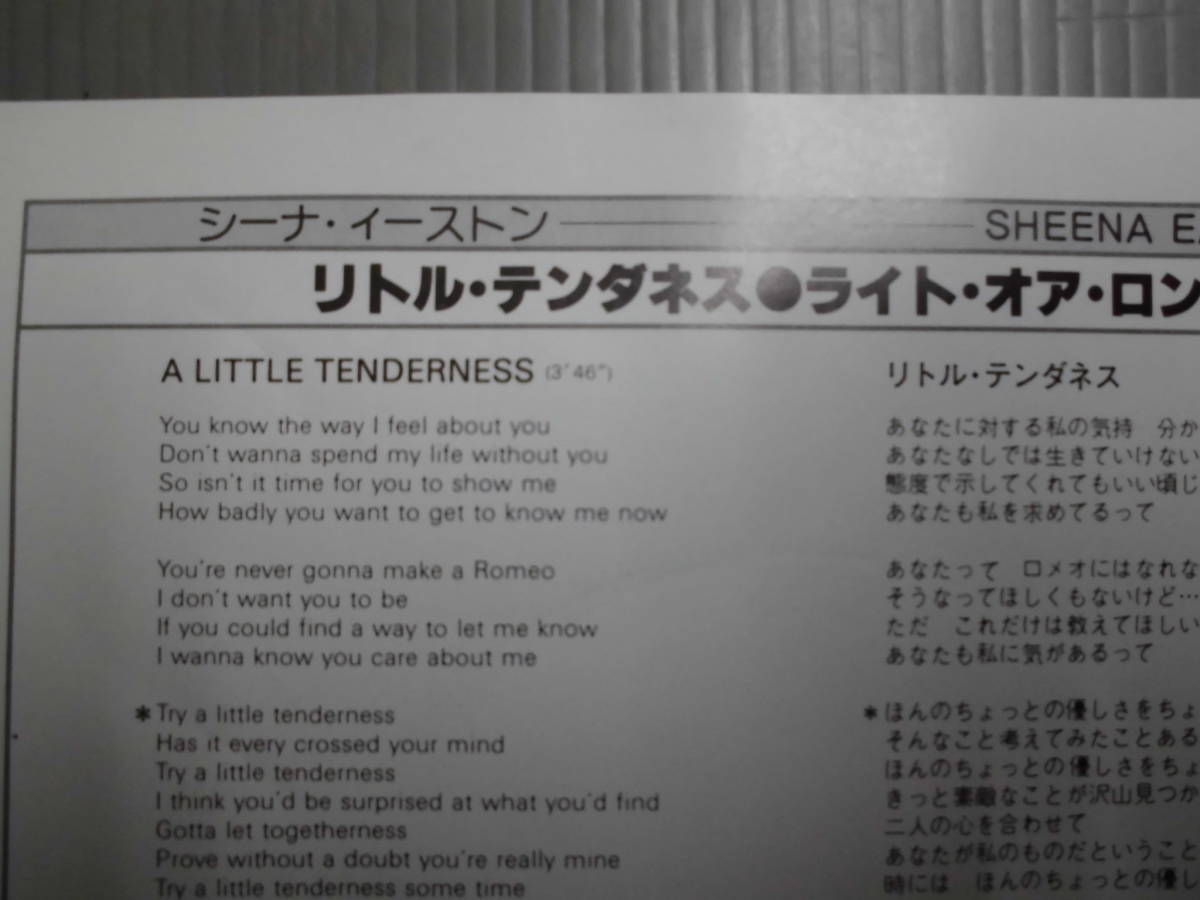 シーナ・イーストン
SHEENA EA
リトル・テンダネス●ライト・オア・ロン
A LITTLE TENDERNESS (3'46")
You know the way I feel about you
Don't wanna spend my life without you
So isn't it time for you to show me
How badly you want to get to know me now
You're never gonna make a Romeo
I don't want you to be
If you could find a way to let me know
I wanna know you care about me
*Try a little tenderness
Has it every crossed your mind
Try a little tenderness
I think you'd be surprised at what you'd find
Gotta let togetherness
Prove without a doubt you're really mine
Try a little tenderness some time
リトル・テンダネス
あなたに対する私の気持　分か
あなたなしでは生きていけない
態度で示してくれてもいい頃じ
あなたも私を求めてるって
あなたって　ロメオにはなれな
そうなってほしくもないけど…
ただ　これだけは教えてほしい
あなたも私に気があるって
*ほんのちょっとの優しさをちょ
そんなこと考えてみたことある
ほんのちょっとの優しさをちょ
きっと素敵なことが沢山見つか
二人の心を合わせて
あなたが私のものだということ
時には　ほんのちょっとの優し